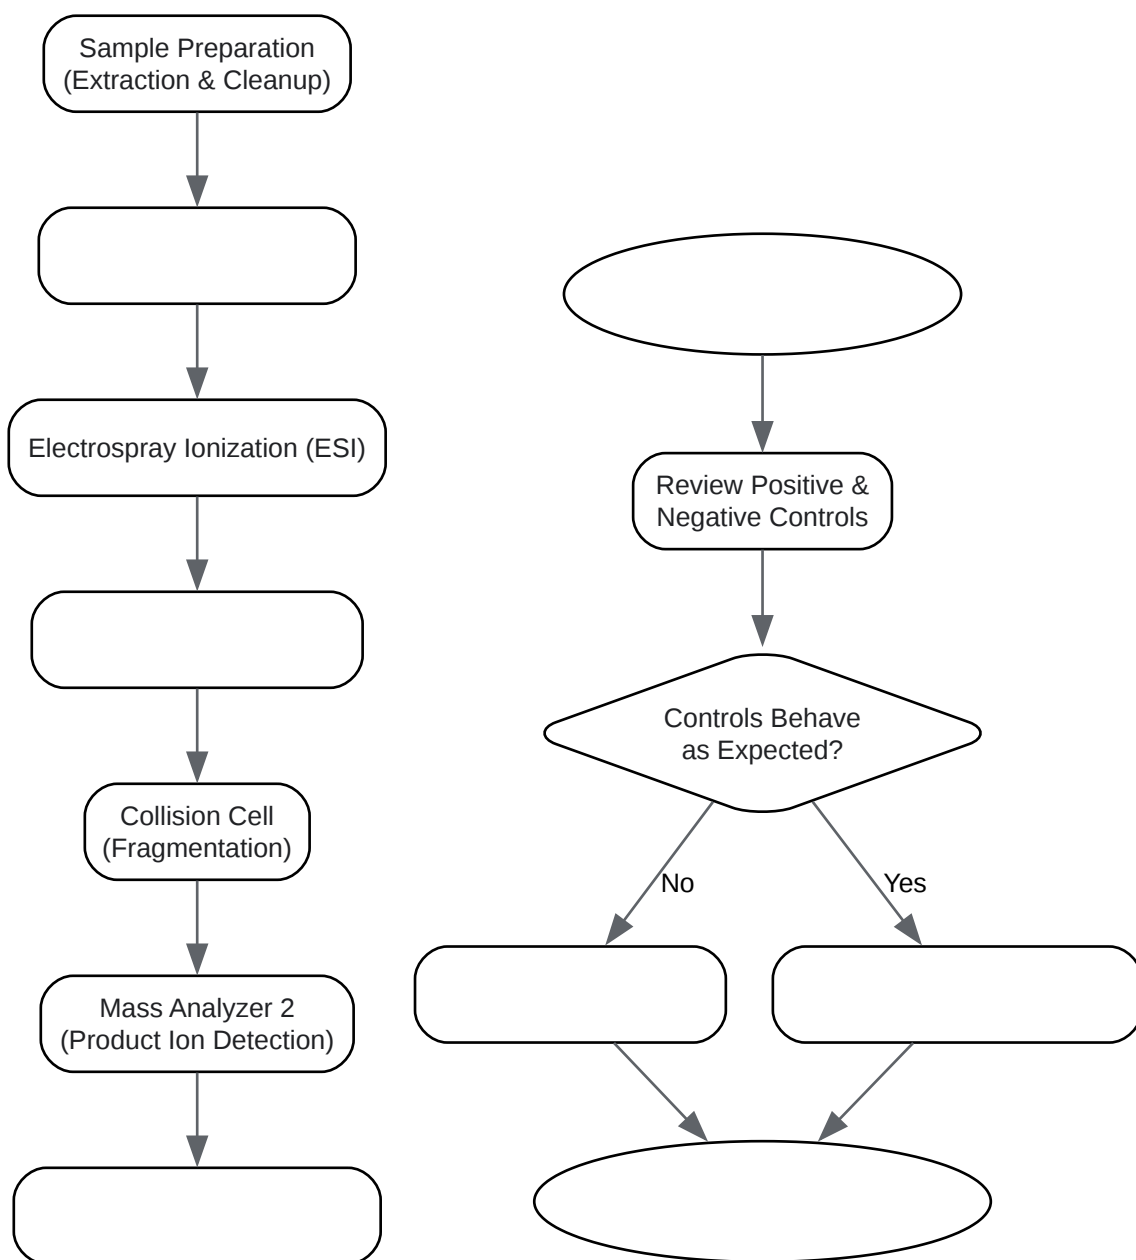 Sample Preparation
(Extraction & Cleanup)
Electrospray Ionization (ESI)
Collision Cell
(Fragmentation)
Mass Analyzer 2
(Product Ion Detection)
Review Positive &
Negative Controls
Controls Behave
as Expected?
No
Yes